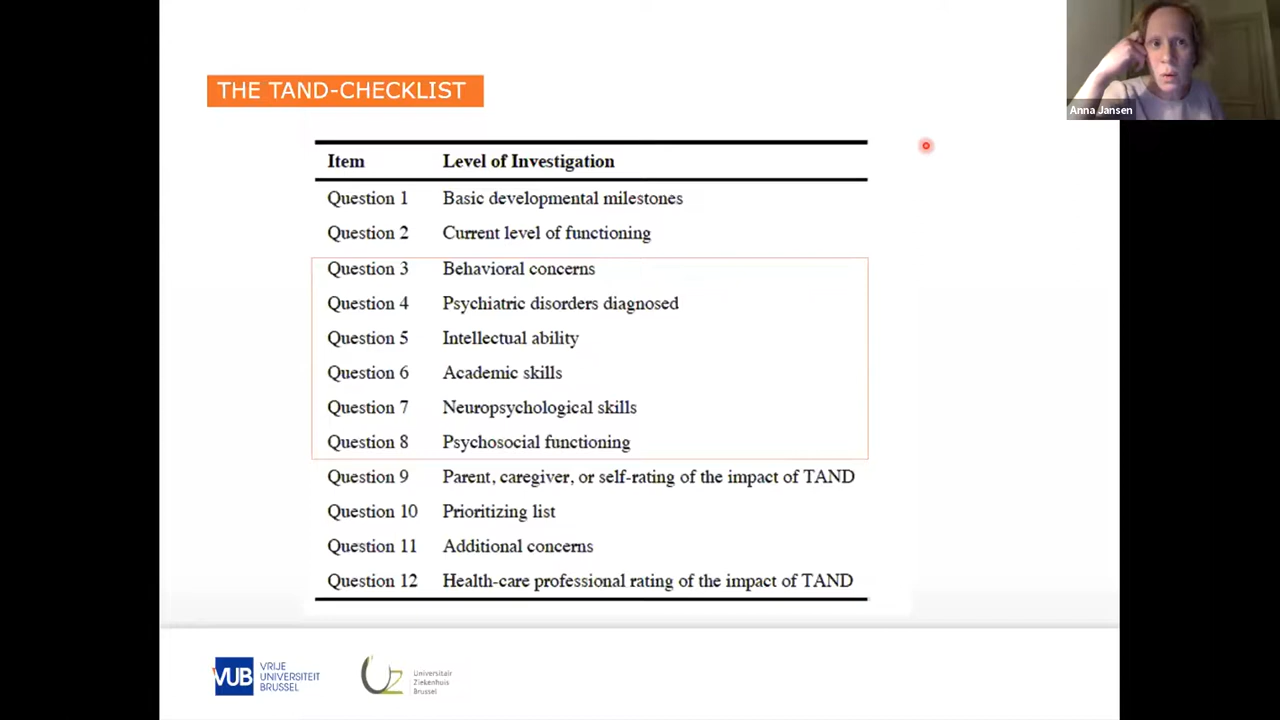 Anna Jansen
THE TAND-CHECKLIST
Item Level of Investigation
Question 1 Basic developmental milestones
Question 2 Current level of functioning
Question 3 Behavioral concerns
Question 4 Psychiatric disorders diagnosed
Question 5 Intellectual ability
Question 6 Academic skills
Question 7 Neuropsychological skills
Question 8 Psychosocial functioning
Question 9 Parent, caregiver, or self-rating of the impact of TAND
Question 10 Prioritizing list
Question 11 Additional concerns
Question 12 Health-care professional rating of the impact of TAND
VUB
VRIJE
UNIVERSITEIT
BRUSSEL
UZ
Universitair
Ziekenhuis
Brussel